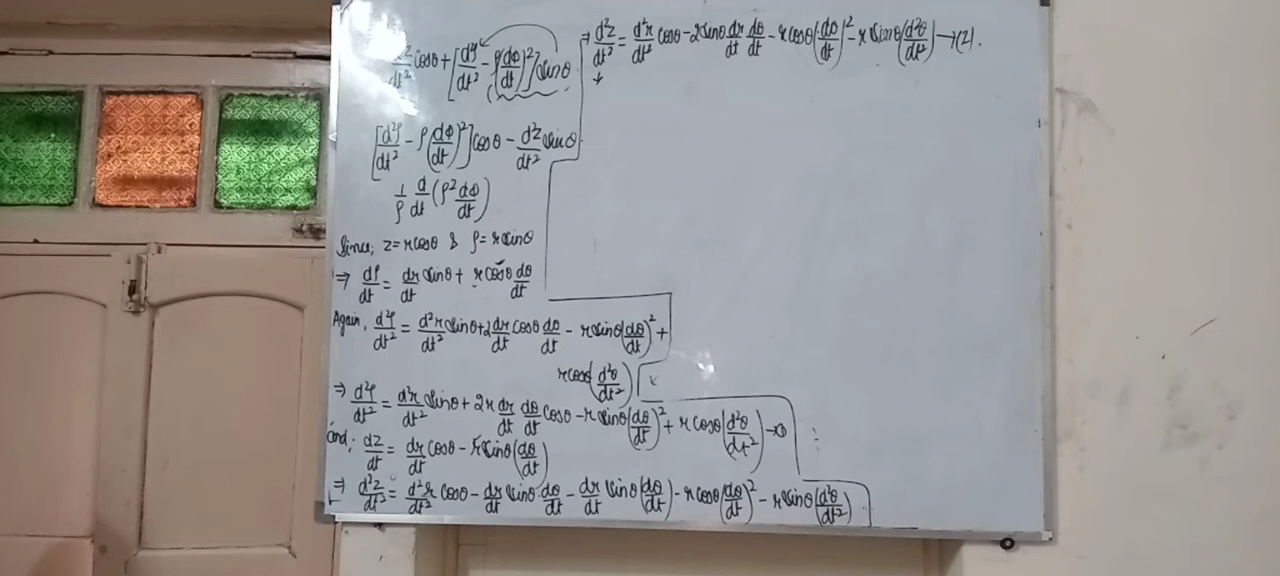 d²z/dt² cosθ + [d²ρ/dt² - ρ(dΦ/dt)²] sinθ
[d²ρ/dt² - ρ(dΦ/dt)²] cosθ - d²z/dt² sinθ
1/ρ d/dt (ρ² dΦ/dt)
Since, z = r cosθ & ρ = r sinθ
⇒ dρ/dt = dr/dt sinθ + r cosθ dθ/dt
Again, d²ρ/dt² = d²r/dt² sinθ + 2 dr/dt cosθ dθ/dt - r sinθ (dθ/dt)² +
r cosθ (d²θ/dt²)
⇒ d²ρ/dt² = d²r/dt² sinθ + 2r dr/dt dθ/dt cosθ - r sinθ (dθ/dt)² + r cosθ (d²θ/dt²) →①
And, dz/dt = dr/dt cosθ - r sinθ (dθ/dt)
⇒ d²z/dt² = d²r/dt² cosθ - dr/dt sinθ dθ/dt - dr/dt sinθ (dθ/dt) - r cosθ (dθ/dt)² - r sinθ (d²θ/dt²)
⇒ d²z/dt² = d²r/dt² cosθ - 2 sinθ dr/dt dθ/dt - r cosθ (dθ/dt)² - r sinθ (d²θ/dt²) →(2).